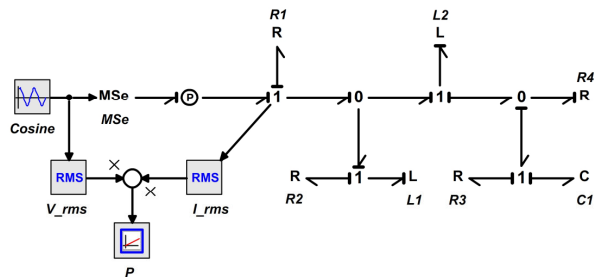 R1
R
L2
L
Cosine
MSe
MSe
P
1
0
1
0
R
R4
RMS
V_rms
RMS
I_rms
R
R2
1
L
L1
R
R3
1
C
C1
P